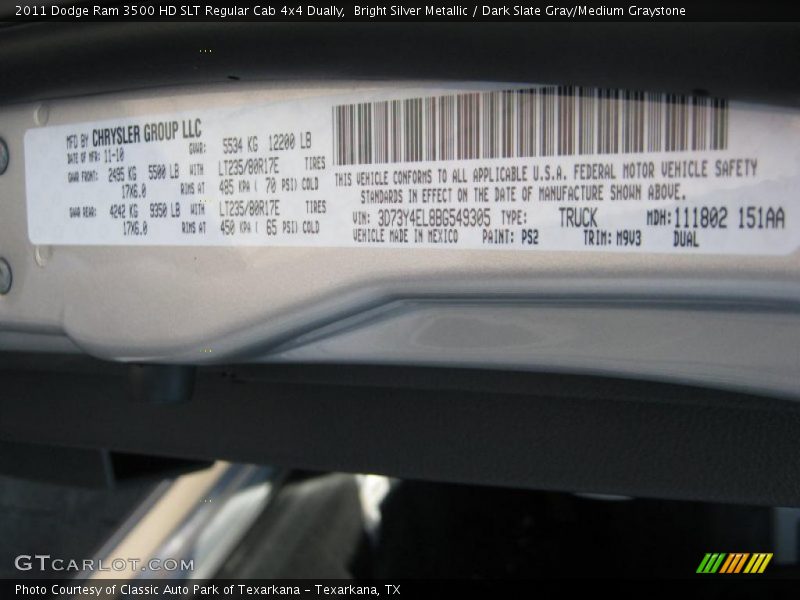 2011 Dodge Ram 3500 HD SLT Regular Cab 4x4 Dually, Bright Silver Metallic / Dark Slate Gray/Medium Graystone
MFD BY CHRYSLER GROUP LLC
DATE OF MFR: 11-10 GVWR: 5534 KG 12200 LB
GAWR FRONT: 2495 KG 5500 LB WITH LT235/80R17E TIRES
17X6.0 RIMS AT 485 KPA ( 70 PSI) COLD
GAWR REAR: 4242 KG 9350 LB WITH LT235/80R17E TIRES
17X6.0 RIMS AT 450 KPA ( 65 PSI) COLD
THIS VEHICLE CONFORMS TO ALL APPLICABLE U.S.A. FEDERAL MOTOR VEHICLE SAFETY
STANDARDS IN EFFECT ON THE DATE OF MANUFACTURE SHOWN ABOVE.
VIN: 3D73Y4EL8BG549305 TYPE: TRUCK MDH: 111802 151AA
VEHICLE MADE IN MEXICO PAINT: PS2 TRIM: M9V3 DUAL
GTCARLOT.COM
Photo Courtesy of Classic Auto Park of Texarkana - Texarkana, TX